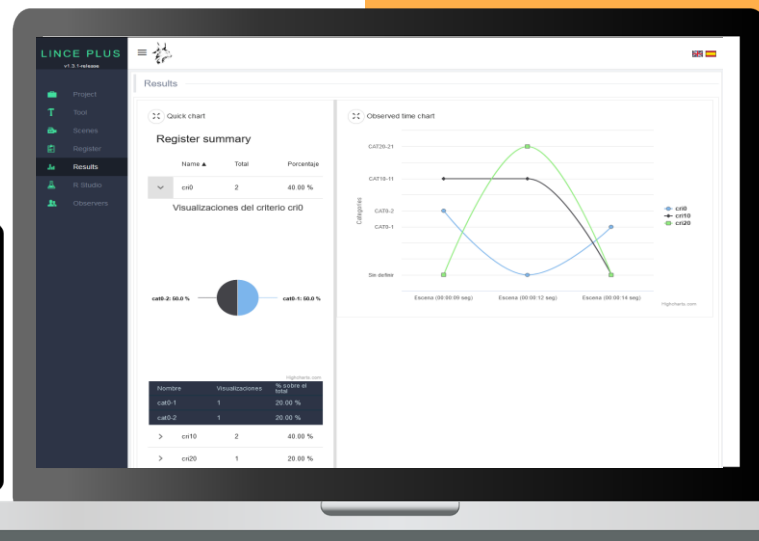 LINCE PLUS
v1.3.1-release
Project
Tool
Scenes
Register
Results
R Studio
Observers
Results
Quick chart
Register summary
Name ▲ Total Porcentaje
cri0 2 40.00 %
Visualizaciones del criterio cri0
cat0-2: 50.0 % cat0-1: 50.0 %
Highcharts.com
Nombre Visualizaciones % sobre el total
cat0-1 1 20.00 %
cat0-2 1 20.00 %
cri10 2 40.00 %
cri20 1 20.00 %
Observed time chart
Categorías
CAT20-21
CAT10-11
CAT0-2
CAT0-1
Sin definir
Escena (00:00:09 seg) Escena (00:00:12 seg) Escena (00:00:14 seg)
cri0
cri10
cri20
Highcharts.com